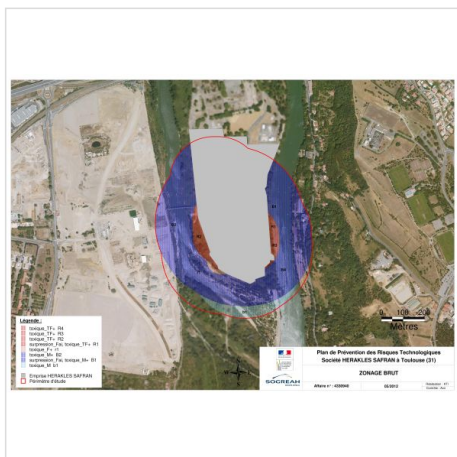 0 100 200
Mètres
Légende :
toxique_TF+ R4
toxique_TF+ R3
toxique_TF+ R2
surpression_Fai, toxique_TF+ R1
toxique_F+ r1
toxique_M+ B2
surpression_Fai, toxique_M+ B1
toxique_M b1
Emprise HERAKLES SAFRAN
Périmètre d'étude
SOGREAH
Plan de Prévention des Risques Technologiques
Société HERAKLES SAFRAN à Toulouse (31)
ZONAGE BRUT